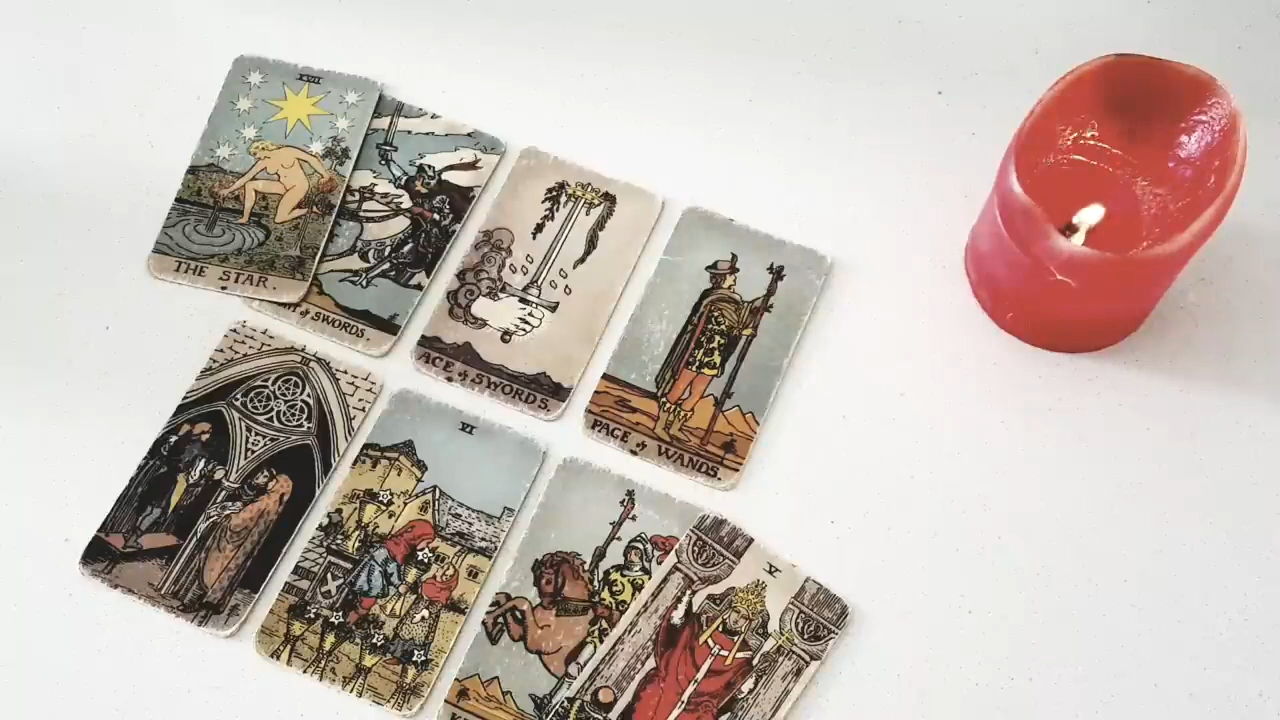 XVII
THE STAR.
OF SWORDS.
ACE of SWORDS.
PAGE of WANDS.
VI
V